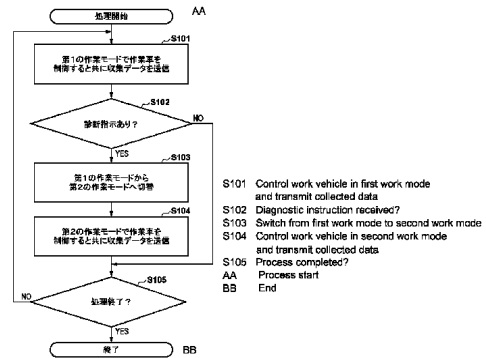 処理開始
AA
S101
第1の作業モードで作業車を
制御すると共に収集データを送信
S102
診断指示あり?
NO
YES
S103
第1の作業モードから
第2の作業モードへ切替
S104
第2の作業モードで作業車を
制御すると共に収集データを送信
S105
処理終了?
NO
YES
終了
BB
S101 Control work vehicle in first work mode
and transmit collected data
S102 Diagnostic instruction received?
S103 Switch from first work mode to second work mode
S104 Control work vehicle in second work mode
and transmit collected data
S105 Process completed?
AA Process start
BB End